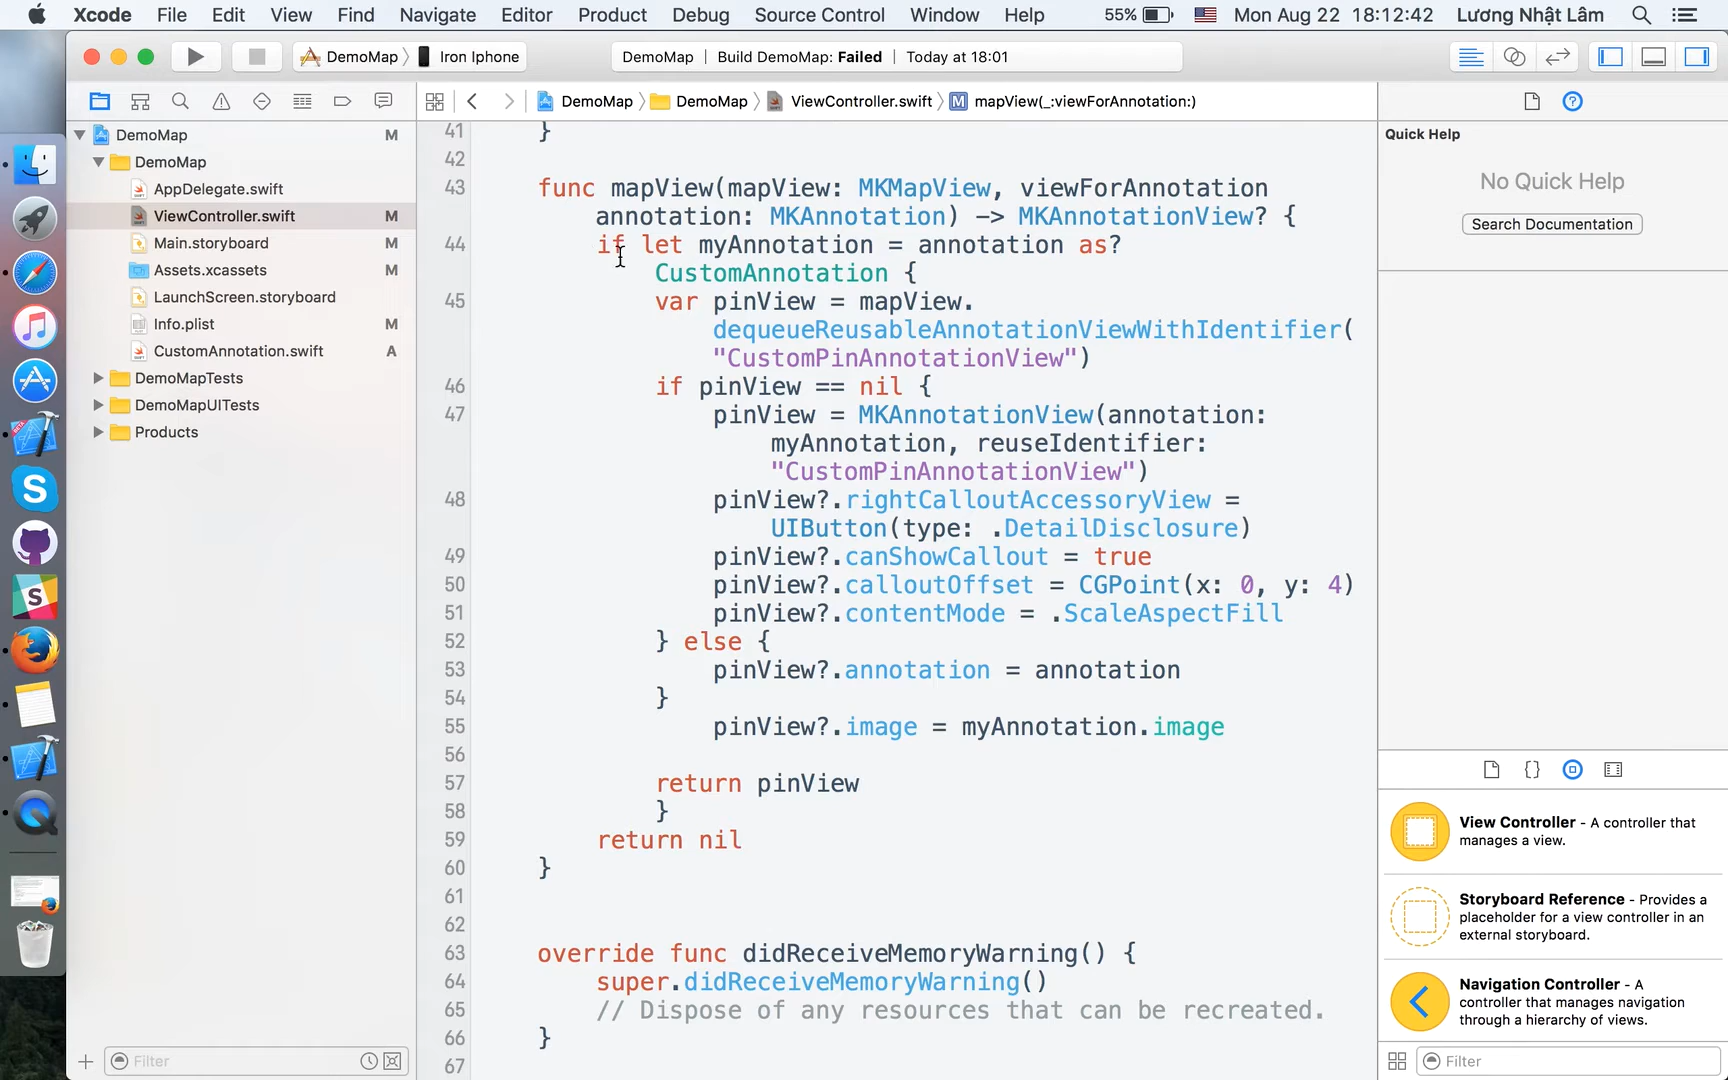 Xcode File Edit View Find Navigate Editor Product Debug Source Control Window Help 55% Mon Aug 22 18:12:42 Lương Nhật Lâm
DemoMap Iron Iphone DemoMap | Build DemoMap: Failed | Today at 18:01
DemoMap DemoMap ViewController.swift M mapView(_:viewForAnnotation:)
DemoMap M
DemoMap
AppDelegate.swift
ViewController.swift M
Main.storyboard M
Assets.xcassets M
LaunchScreen.storyboard
Info.plist M
CustomAnnotation.swift A
DemoMapTests
DemoMapUITests
Products
Filter
41 }
42
43 func mapView(mapView: MKMapView, viewForAnnotation
annotation: MKAnnotation) -> MKAnnotationView? {
44 if let myAnnotation = annotation as?
CustomAnnotation {
45 var pinView = mapView.
dequeueReusableAnnotationViewWithIdentifier(
"CustomPinAnnotationView")
46 if pinView == nil {
47 pinView = MKAnnotationView(annotation:
myAnnotation, reuseIdentifier:
"CustomPinAnnotationView")
48 pinView?.rightCalloutAccessoryView =
UIButton(type: .DetailDisclosure)
49 pinView?.canShowCallout = true
50 pinView?.calloutOffset = CGPoint(x: 0, y: 4)
51 pinView?.contentMode = .ScaleAspectFill
52 } else {
53 pinView?.annotation = annotation
54 }
55 pinView?.image = myAnnotation.image
56
57 return pinView
58 }
59 return nil
60 }
61
62
63 override func didReceiveMemoryWarning() {
64 super.didReceiveMemoryWarning()
65 // Dispose of any resources that can be recreated.
66 }
67
Quick Help
No Quick Help
Search Documentation
{}
View Controller - A controller that
manages a view.
Storyboard Reference - Provides a
placeholder for a view controller in an
external storyboard.
Navigation Controller - A
controller that manages navigation
through a hierarchy of views.
Filter